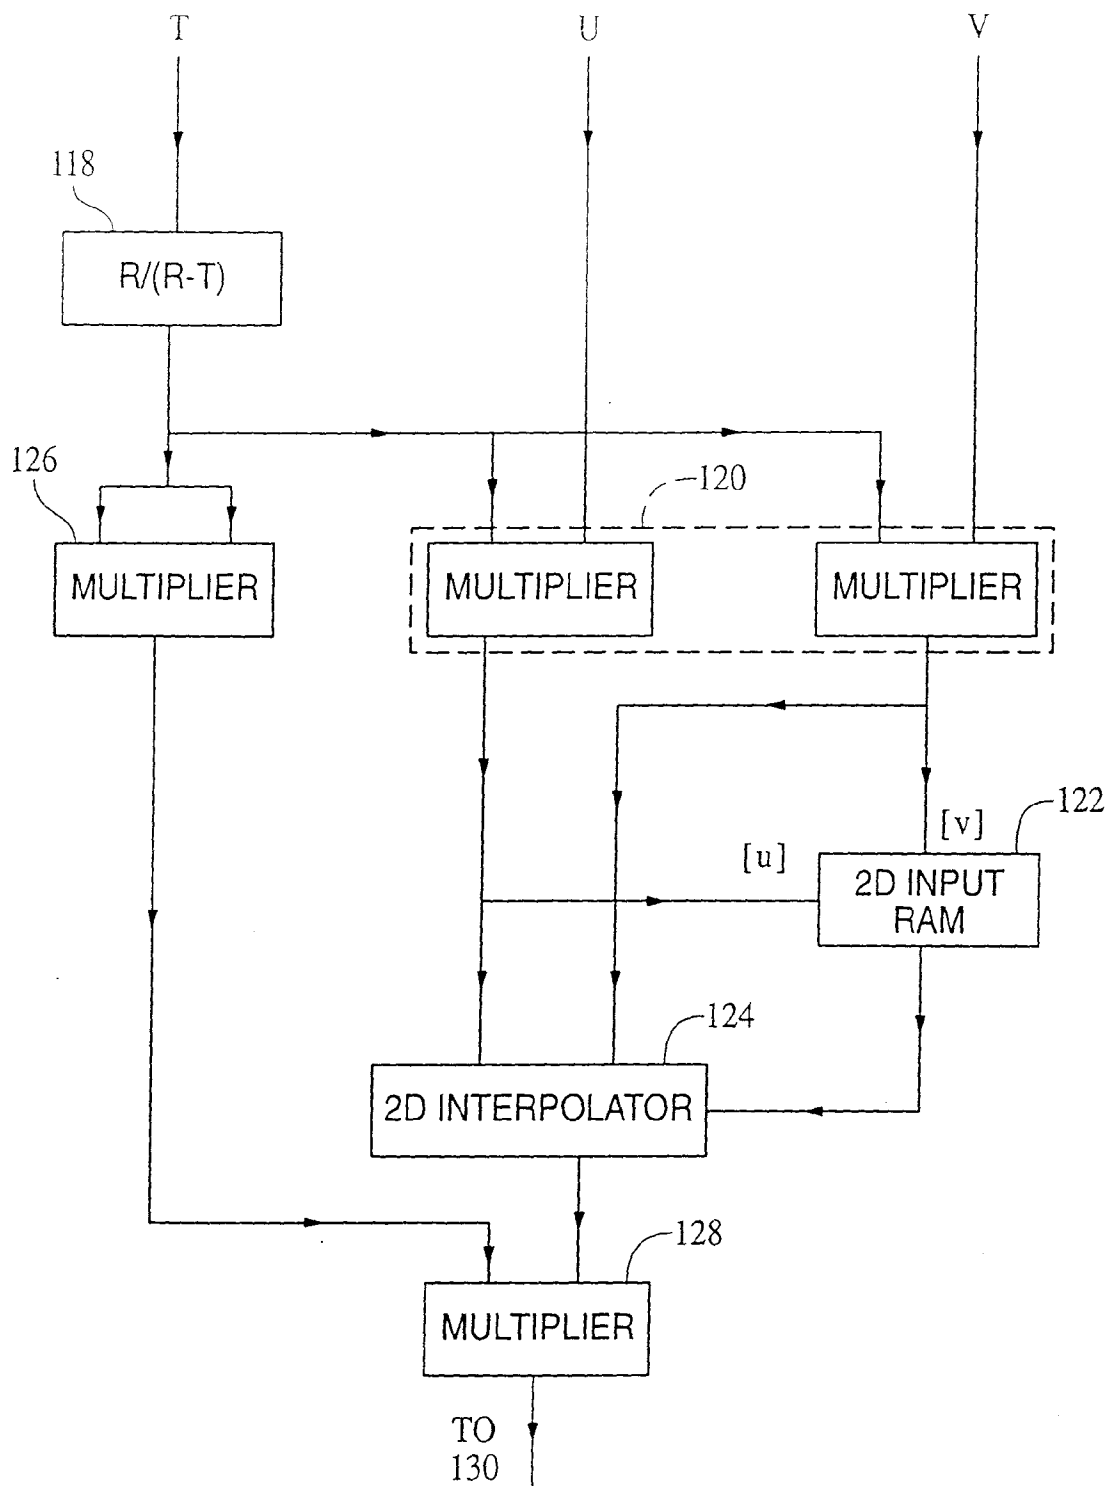 T
U
V
118
R/(R-T)
126
120
MULTIPLIER
MULTIPLIER
MULTIPLIER
[v]
122
[u]
2D INPUT
RAM
124
2D INTERPOLATOR
128
MULTIPLIER
TO
130